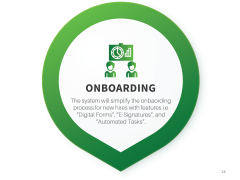 ONBOARDING
The system will simplify the onboarding
process for new hires with features i.e
"Digital Forms", "E-Signatures", and
"Automated Tasks".